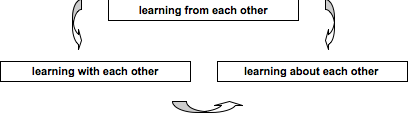 learning from each other
learning with each other
learning about each other